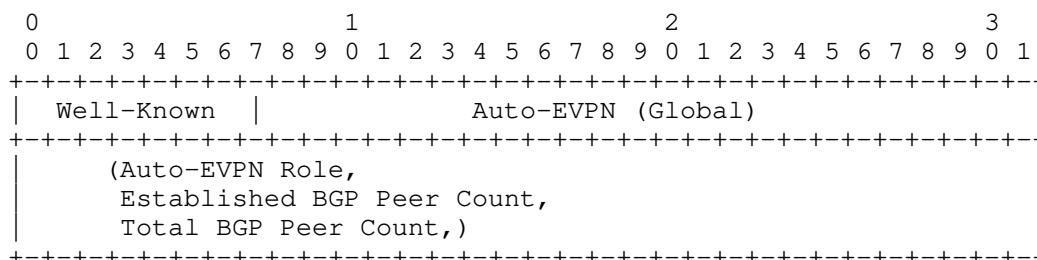 0                   1                   2                   3
0 1 2 3 4 5 6 7 8 9 0 1 2 3 4 5 6 7 8 9 0 1 2 3 4 5 6 7 8 9 0 1
+-+-+-+-+-+-+-+-+-+-+-+-+-+-+-+-+-+-+-+-+-+-+-+-+-+-+-+-+-+-+-+--
|  Well-Known  |             Auto-EVPN (Global)
+-+-+-+-+-+-+-+-+-+-+-+-+-+-+-+-+-+-+-+-+-+-+-+-+-+-+-+-+-+-+-+--
|     (Auto-EVPN Role,
|      Established BGP Peer Count,
|      Total BGP Peer Count,)
+-+-+-+-+-+-+-+-+-+-+-+-+-+-+-+-+-+-+-+-+-+-+-+-+-+-+-+-+-+-+-+--